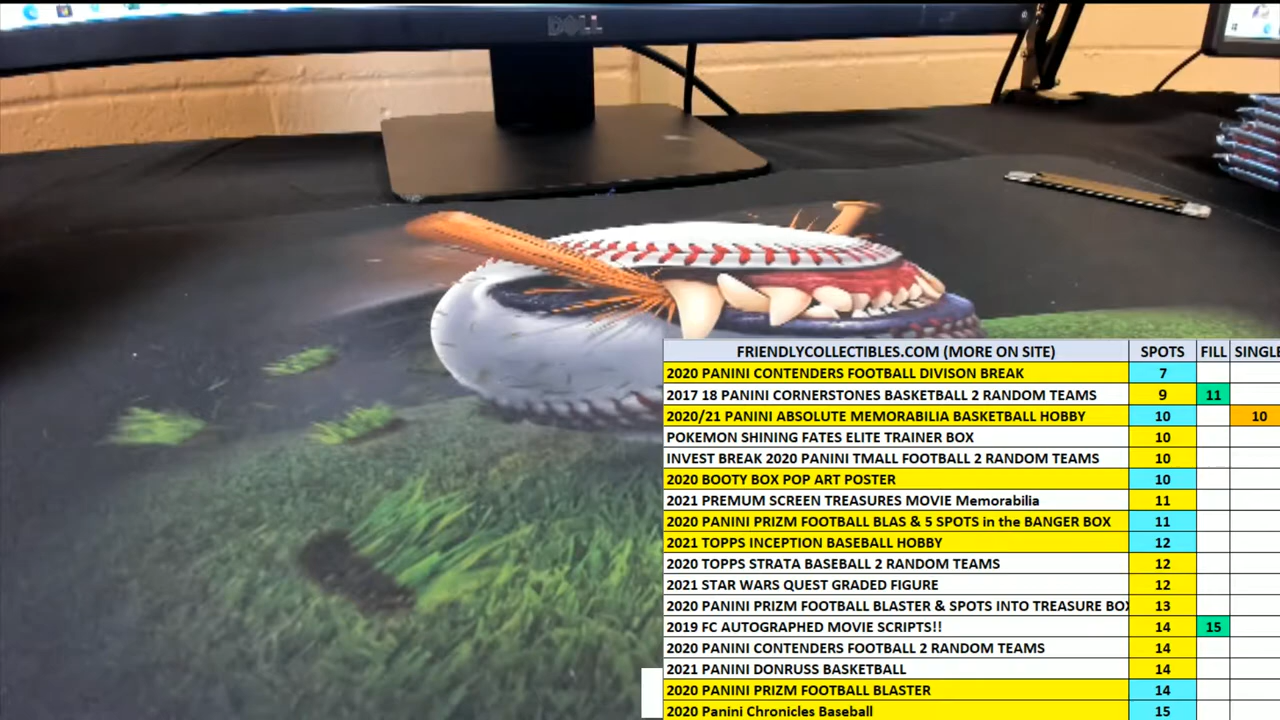 DELL
FRIENDLYCOLLECTIBLES.COM (MORE ON SITE) SPOTS FILL SINGLE
2020 PANINI CONTENDERS FOOTBALL DIVISON BREAK 7
2017 18 PANINI CORNERSTONES BASKETBALL 2 RANDOM TEAMS 9 11
2020/21 PANINI ABSOLUTE MEMORABILIA BASKETBALL HOBBY 10 10
POKEMON SHINING FATES ELITE TRAINER BOX 10
INVEST BREAK 2020 PANINI TMALL FOOTBALL 2 RANDOM TEAMS 10
2020 BOOTY BOX POP ART POSTER 10
2021 PREMUM SCREEN TREASURES MOVIE Memorabilia 11
2020 PANINI PRIZM FOOTBALL BLAS & 5 SPOTS in the BANGER BOX 11
2021 TOPPS INCEPTION BASEBALL HOBBY 12
2020 TOPPS STRATA BASEBALL 2 RANDOM TEAMS 12
2021 STAR WARS QUEST GRADED FIGURE 12
2020 PANINI PRIZM FOOTBALL BLASTER & SPOTS INTO TREASURE BOX 13
2019 FC AUTOGRAPHED MOVIE SCRIPTS!! 14 15
2020 PANINI CONTENDERS FOOTBALL 2 RANDOM TEAMS 14
2021 PANINI DONRUSS BASKETBALL 14
2020 PANINI PRIZM FOOTBALL BLASTER 14
2020 Panini Chronicles Baseball 15